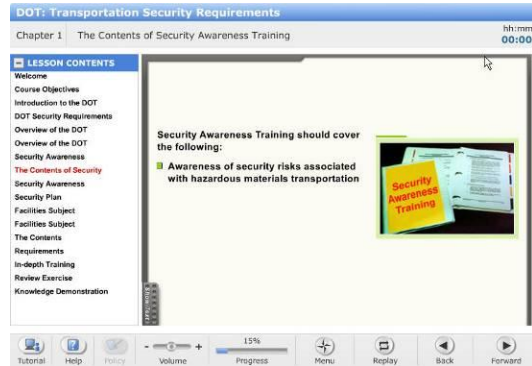 DOT: Transportation Security Requirements
Chapter 1 The Contents of Security Awareness Training
hh:mm
00:00
LESSON CONTENTS
Welcome
Course Objectives
Introduction to the DOT
DOT Security Requirements
Overview of the DOT
Overview of the DOT
Security Awareness
The Contents of Security
Security Awareness
Security Plan
Facilities Subject
Facilities Subject
The Contents
Requirements
In-depth Training
Review Exercise
Knowledge Demonstration
Security Awareness Training should cover
the following:
Awareness of security risks associated
with hazardous materials transportation
Security
Awareness
Training
Show Text
Tutorial
Help
Policy
- +
Volume
15%
Progress
Menu
Replay
Back
Forward